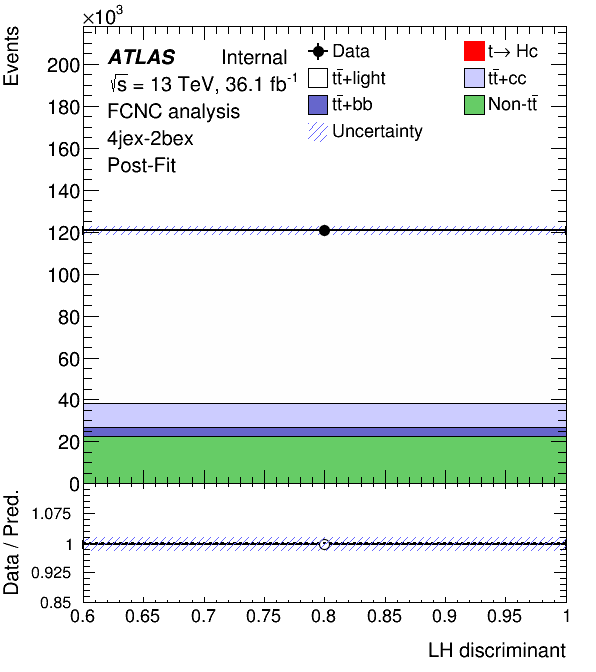 ×10³
Events
ATLAS Internal
√s = 13 TeV, 36.1 fb⁻¹
FCNC analysis
4jex-2bex
Post-Fit
Data
t→ Hc
tt̄+light
tt̄+cc
tt̄+bb
Non-tt̄
Uncertainty
200
180
160
140
120
100
80
60
40
20
0
Data / Pred.
1.075
1
0.925
0.85
0.6 0.65 0.7 0.75 0.8 0.85 0.9 0.95 1
LH discriminant